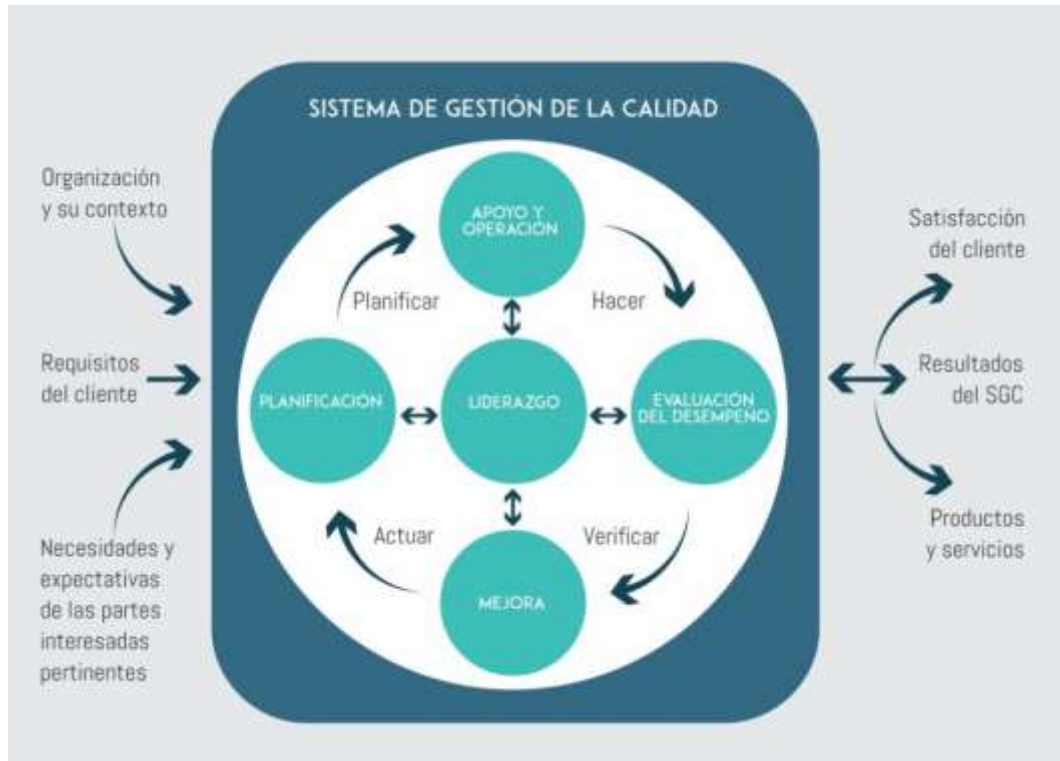 SISTEMA DE GESTIÓN DE LA CALIDAD
Organización
y su contexto
Requisitos
del cliente
Necesidades y
expectativas
de las partes
interesadas
pertinentes
APOYO Y
OPERACIÓN
Planificar
Hacer
PLANIFICACIÓN
LIDERAZGO
EVALUACIÓN
DEL DESEMPEÑO
Actuar
Verificar
MEJORA
Satisfacción
del cliente
Resultados
del SGC
Productos
y servicios